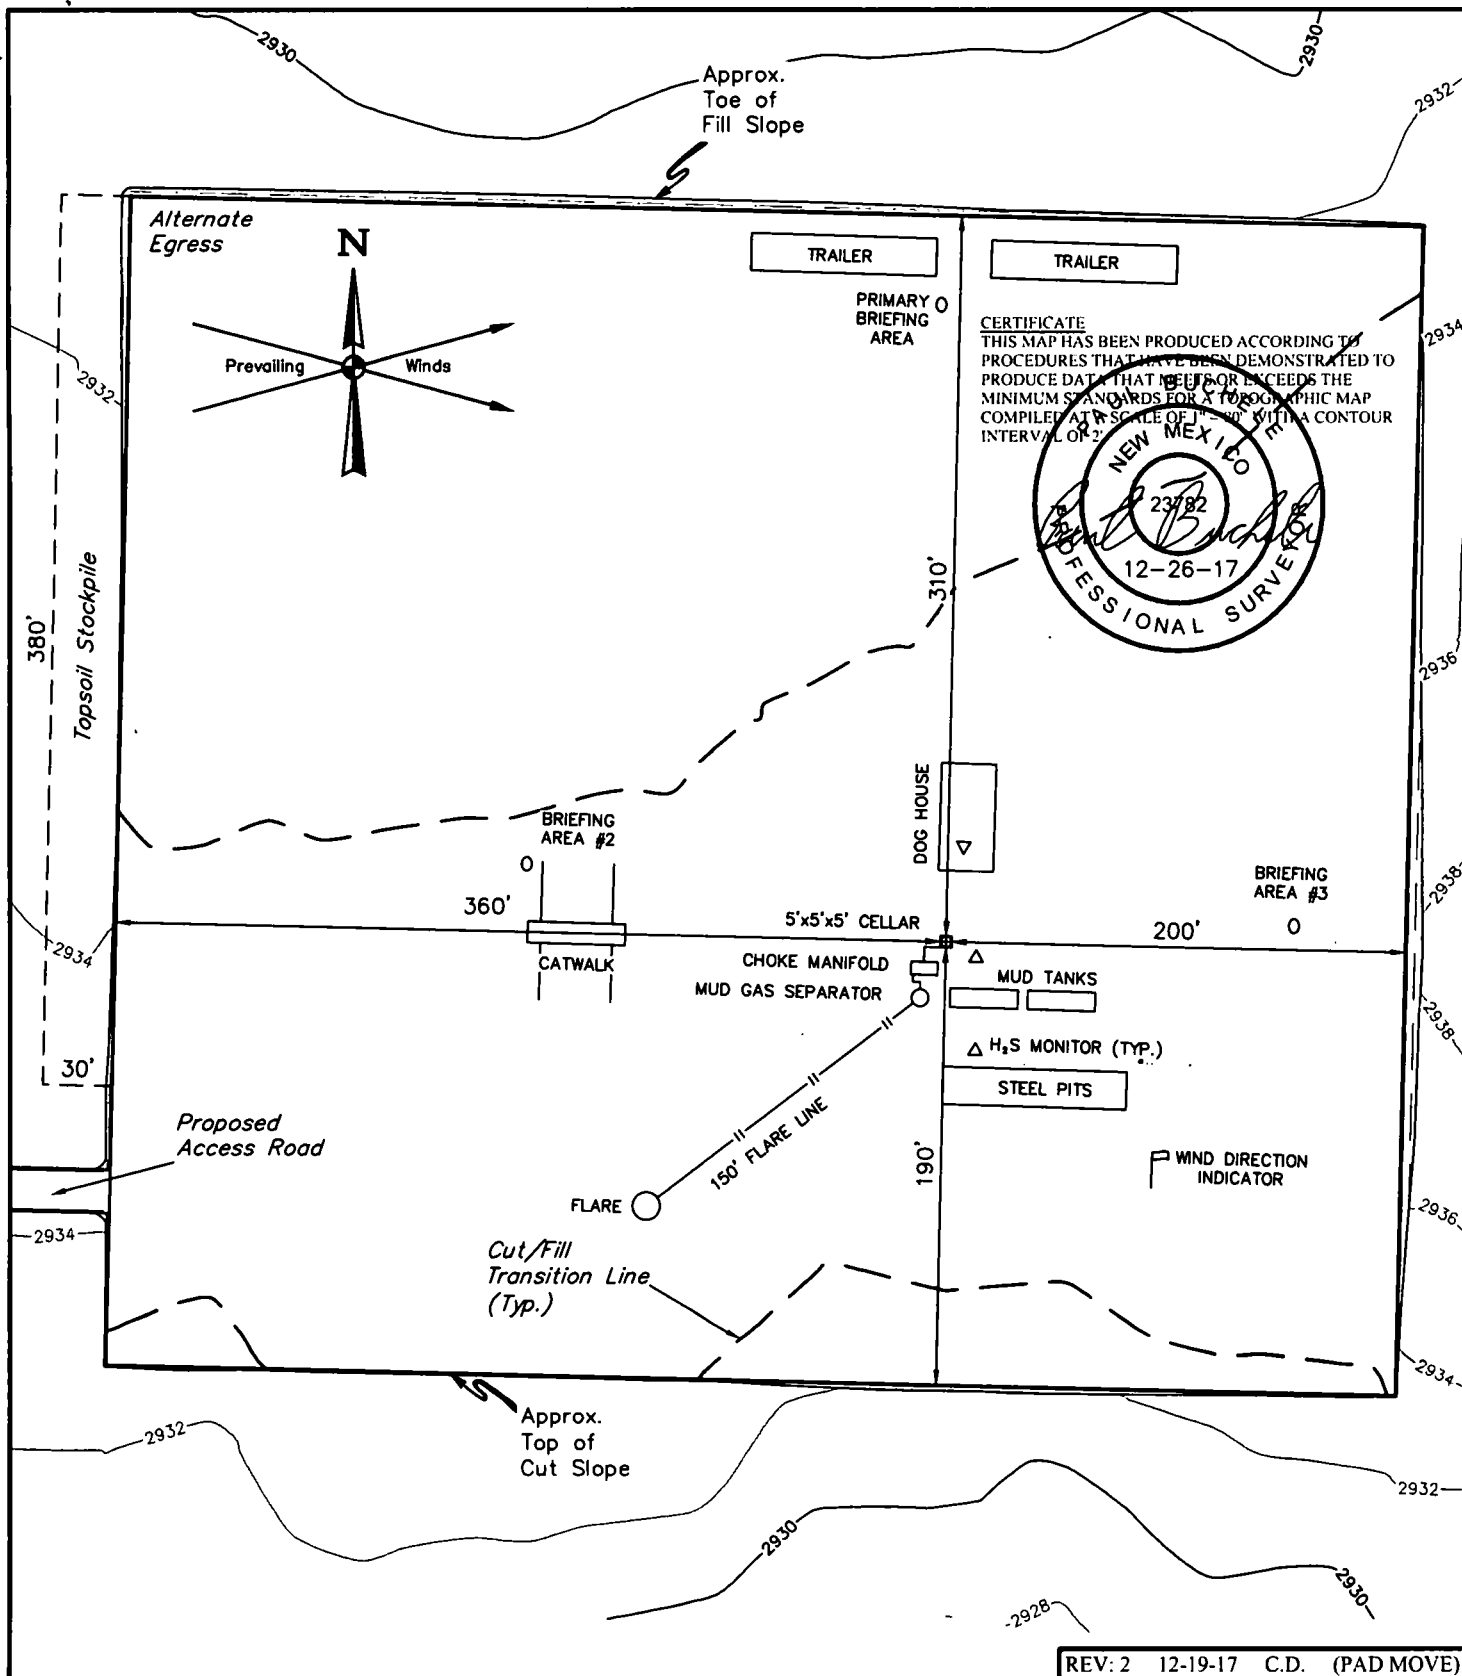 2930
2930
2932
Approx.
Toe of
Fill Slope
Alternate
Egress
N
Prevailing
Winds
TRAILER
TRAILER
PRIMARY
BRIEFING
AREA
O
CERTIFICATE
THIS MAP HAS BEEN PRODUCED ACCORDING TO
PROCEDURES THAT HAVE BEEN DEMONSTRATED TO
PRODUCE DATA THAT MEETS OR EXCEEDS THE
MINIMUM STANDARDS FOR A TOPOGRAPHIC MAP
COMPILED AT A SCALE OF 1" = 80' WITH A CONTOUR
INTERVAL OF 2'
PAUL BUCHELE
NEW MEXICO
23782
12-26-17
PROFESSIONAL SURVEYOR
2934
2932
380'
Topsoil Stockpile
310'
2936
DOG HOUSE
BRIEFING
AREA #2
O
BRIEFING
AREA #3
O
2938
360'
5'x5'x5' CELLAR
200'
2934
CATWALK
CHOKE MANIFOLD
MUD GAS SEPARATOR
MUD TANKS
2938
H₂S MONITOR (TYP.)
STEEL PITS
30'
Proposed
Access Road
150' FLARE LINE
190'
WIND DIRECTION
INDICATOR
FLARE
2936
2934
Cut/Fill
Transition Line
(Typ.)
2934
Approx.
Top of
Cut Slope
2932
2932
2930
2930
2928
REV: 2 12-19-17 C.D. (PAD MOVE)